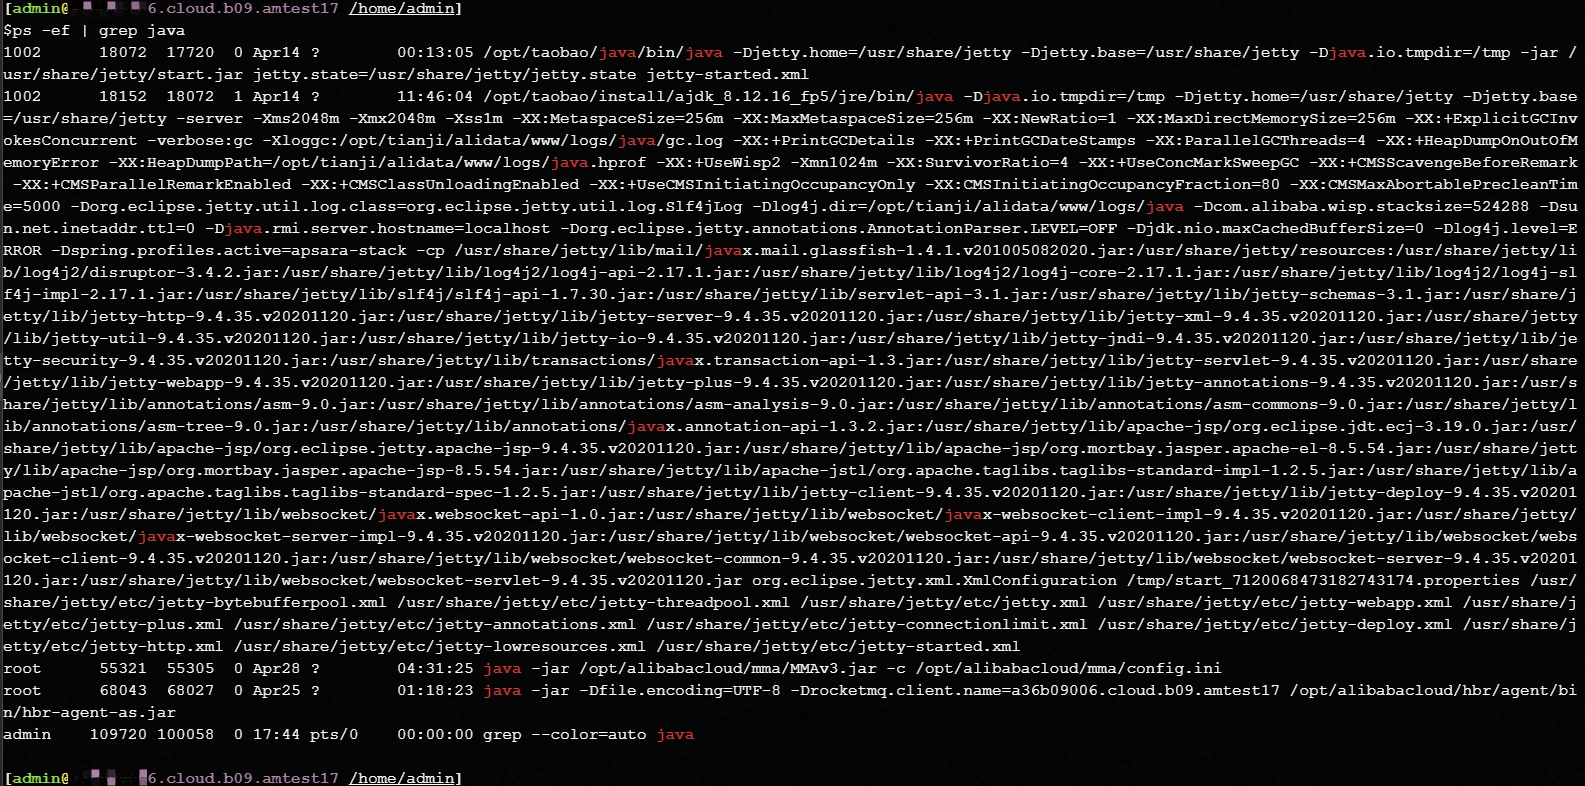 [admin@ 6.cloud.b09.amtest17 /home/admin]
$ps -ef | grep java
1002      18072  17720  0 Apr14 ?        00:13:05 /opt/taobao/java/bin/java -Djetty.home=/usr/share/jetty -Djetty.base=/usr/share/jetty -Djava.io.tmpdir=/tmp -jar /
usr/share/jetty/start.jar jetty.state=/usr/share/jetty/jetty.state jetty-started.xml
1002      18152  18072  1 Apr14 ?        11:46:04 /opt/taobao/install/ajdk_8.12.16_fp5/jre/bin/java -Djava.io.tmpdir=/tmp -Djetty.home=/usr/share/jetty -Djetty.base
=/usr/share/jetty -server -Xms2048m -Xmx2048m -Xss1m -XX:MetaspaceSize=256m -XX:MaxMetaspaceSize=256m -XX:NewRatio=1 -XX:MaxDirectMemorySize=256m -XX:+ExplicitGCInv
okesConcurrent -verbose:gc -Xloggc:/opt/tianji/alidata/www/logs/java/gc.log -XX:+PrintGCDetails -XX:+PrintGCDateStamps -XX:ParallelGCThreads=4 -XX:+HeapDumpOnOutOfM
emoryError -XX:HeapDumpPath=/opt/tianji/alidata/www/logs/java.hprof -XX:+UseWisp2 -Xmn1024m -XX:SurvivorRatio=4 -XX:+UseConcMarkSweepGC -XX:+CMSScavengeBeforeRemark
 -XX:+CMSParallelRemarkEnabled -XX:+CMSClassUnloadingEnabled -XX:+UseCMSInitiatingOccupancyOnly -XX:CMSInitiatingOccupancyFraction=80 -XX:CMSMaxAbortablePrecleanTim
e=5000 -Dorg.eclipse.jetty.util.log.class=org.eclipse.jetty.util.log.Slf4jLog -Dlog4j.dir=/opt/tianji/alidata/www/logs/java -Dcom.alibaba.wisp.stacksize=524288 -Dsu
n.net.inetaddr.ttl=0 -Djava.rmi.server.hostname=localhost -Dorg.eclipse.jetty.annotations.AnnotationParser.LEVEL=OFF -Djdk.nio.maxCachedBufferSize=0 -Dlog4j.level=E
RROR -Dspring.profiles.active=apsara-stack -cp /usr/share/jetty/lib/mail/javax.mail.glassfish-1.4.1.v201005082020.jar:/usr/share/jetty/resources:/usr/share/jetty/li
b/log4j2/disruptor-3.4.2.jar:/usr/share/jetty/lib/log4j2/log4j-api-2.17.1.jar:/usr/share/jetty/lib/log4j2/log4j-core-2.17.1.jar:/usr/share/jetty/lib/log4j2/log4j-sl
f4j-impl-2.17.1.jar:/usr/share/jetty/lib/slf4j/slf4j-api-1.7.30.jar:/usr/share/jetty/lib/servlet-api-3.1.jar:/usr/share/jetty/lib/jetty-schemas-3.1.jar:/usr/share/j
etty/lib/jetty-http-9.4.35.v20201120.jar:/usr/share/jetty/lib/jetty-server-9.4.35.v20201120.jar:/usr/share/jetty/lib/jetty-xml-9.4.35.v20201120.jar:/usr/share/jetty
/lib/jetty-util-9.4.35.v20201120.jar:/usr/share/jetty/lib/jetty-io-9.4.35.v20201120.jar:/usr/share/jetty/lib/jetty-jndi-9.4.35.v20201120.jar:/usr/share/jetty/lib/je
tty-security-9.4.35.v20201120.jar:/usr/share/jetty/lib/transactions/javax.transaction-api-1.3.jar:/usr/share/jetty/lib/jetty-servlet-9.4.35.v20201120.jar:/usr/share
/jetty/lib/jetty-webapp-9.4.35.v20201120.jar:/usr/share/jetty/lib/jetty-plus-9.4.35.v20201120.jar:/usr/share/jetty/lib/jetty-annotations-9.4.35.v20201120.jar:/usr/s
hare/jetty/lib/annotations/asm-9.0.jar:/usr/share/jetty/lib/annotations/asm-analysis-9.0.jar:/usr/share/jetty/lib/annotations/asm-commons-9.0.jar:/usr/share/jetty/l
ib/annotations/asm-tree-9.0.jar:/usr/share/jetty/lib/annotations/javax.annotation-api-1.3.2.jar:/usr/share/jetty/lib/apache-jsp/org.eclipse.jdt.ecj-3.19.0.jar:/usr/
share/jetty/lib/apache-jsp/org.eclipse.jetty.apache-jsp-9.4.35.v20201120.jar:/usr/share/jetty/lib/apache-jsp/org.mortbay.jasper.apache-el-8.5.54.jar:/usr/share/jett
y/lib/apache-jsp/org.mortbay.jasper.apache-jsp-8.5.54.jar:/usr/share/jetty/lib/apache-jstl/org.apache.taglibs.taglibs-standard-impl-1.2.5.jar:/usr/share/jetty/lib/a
pache-jstl/org.apache.taglibs.taglibs-standard-spec-1.2.5.jar:/usr/share/jetty/lib/jetty-client-9.4.35.v20201120.jar:/usr/share/jetty/lib/jetty-deploy-9.4.35.v20201
120.jar:/usr/share/jetty/lib/websocket/javax.websocket-api-1.0.jar:/usr/share/jetty/lib/websocket/javax-websocket-client-impl-9.4.35.v20201120.jar:/usr/share/jetty/
lib/websocket/javax-websocket-server-impl-9.4.35.v20201120.jar:/usr/share/jetty/lib/websocket/websocket-api-9.4.35.v20201120.jar:/usr/share/jetty/lib/websocket/webs
ocket-client-9.4.35.v20201120.jar:/usr/share/jetty/lib/websocket/websocket-common-9.4.35.v20201120.jar:/usr/share/jetty/lib/websocket/websocket-server-9.4.35.v20201
120.jar:/usr/share/jetty/lib/websocket/websocket-servlet-9.4.35.v20201120.jar org.eclipse.jetty.xml.XmlConfiguration /tmp/start_7120068473182743174.properties /usr/
share/jetty/etc/jetty-bytebufferpool.xml /usr/share/jetty/etc/jetty-threadpool.xml /usr/share/jetty/etc/jetty.xml /usr/share/jetty/etc/jetty-webapp.xml /usr/share/j
etty/etc/jetty-plus.xml /usr/share/jetty/etc/jetty-annotations.xml /usr/share/jetty/etc/jetty-connectionlimit.xml /usr/share/jetty/etc/jetty-deploy.xml /usr/share/j
etty/etc/jetty-http.xml /usr/share/jetty/etc/jetty-lowresources.xml /usr/share/jetty/etc/jetty-started.xml
root      55321  55305  0 Apr28 ?        04:31:25 java -jar /opt/alibabacloud/mma/MMAv3.jar -c /opt/alibabacloud/mma/config.ini
root      68043  68027  0 Apr25 ?        01:18:23 java -jar -Dfile.encoding=UTF-8 -Drocketmq.client.name=a36b09006.cloud.b09.amtest17 /opt/alibabacloud/hbr/agent/bi
n/hbr-agent-as.jar
admin    109720 100058  0 17:44 pts/0    00:00:00 grep --color=auto java
[admin@ 6.cloud.b09.amtest17 /home/admin]